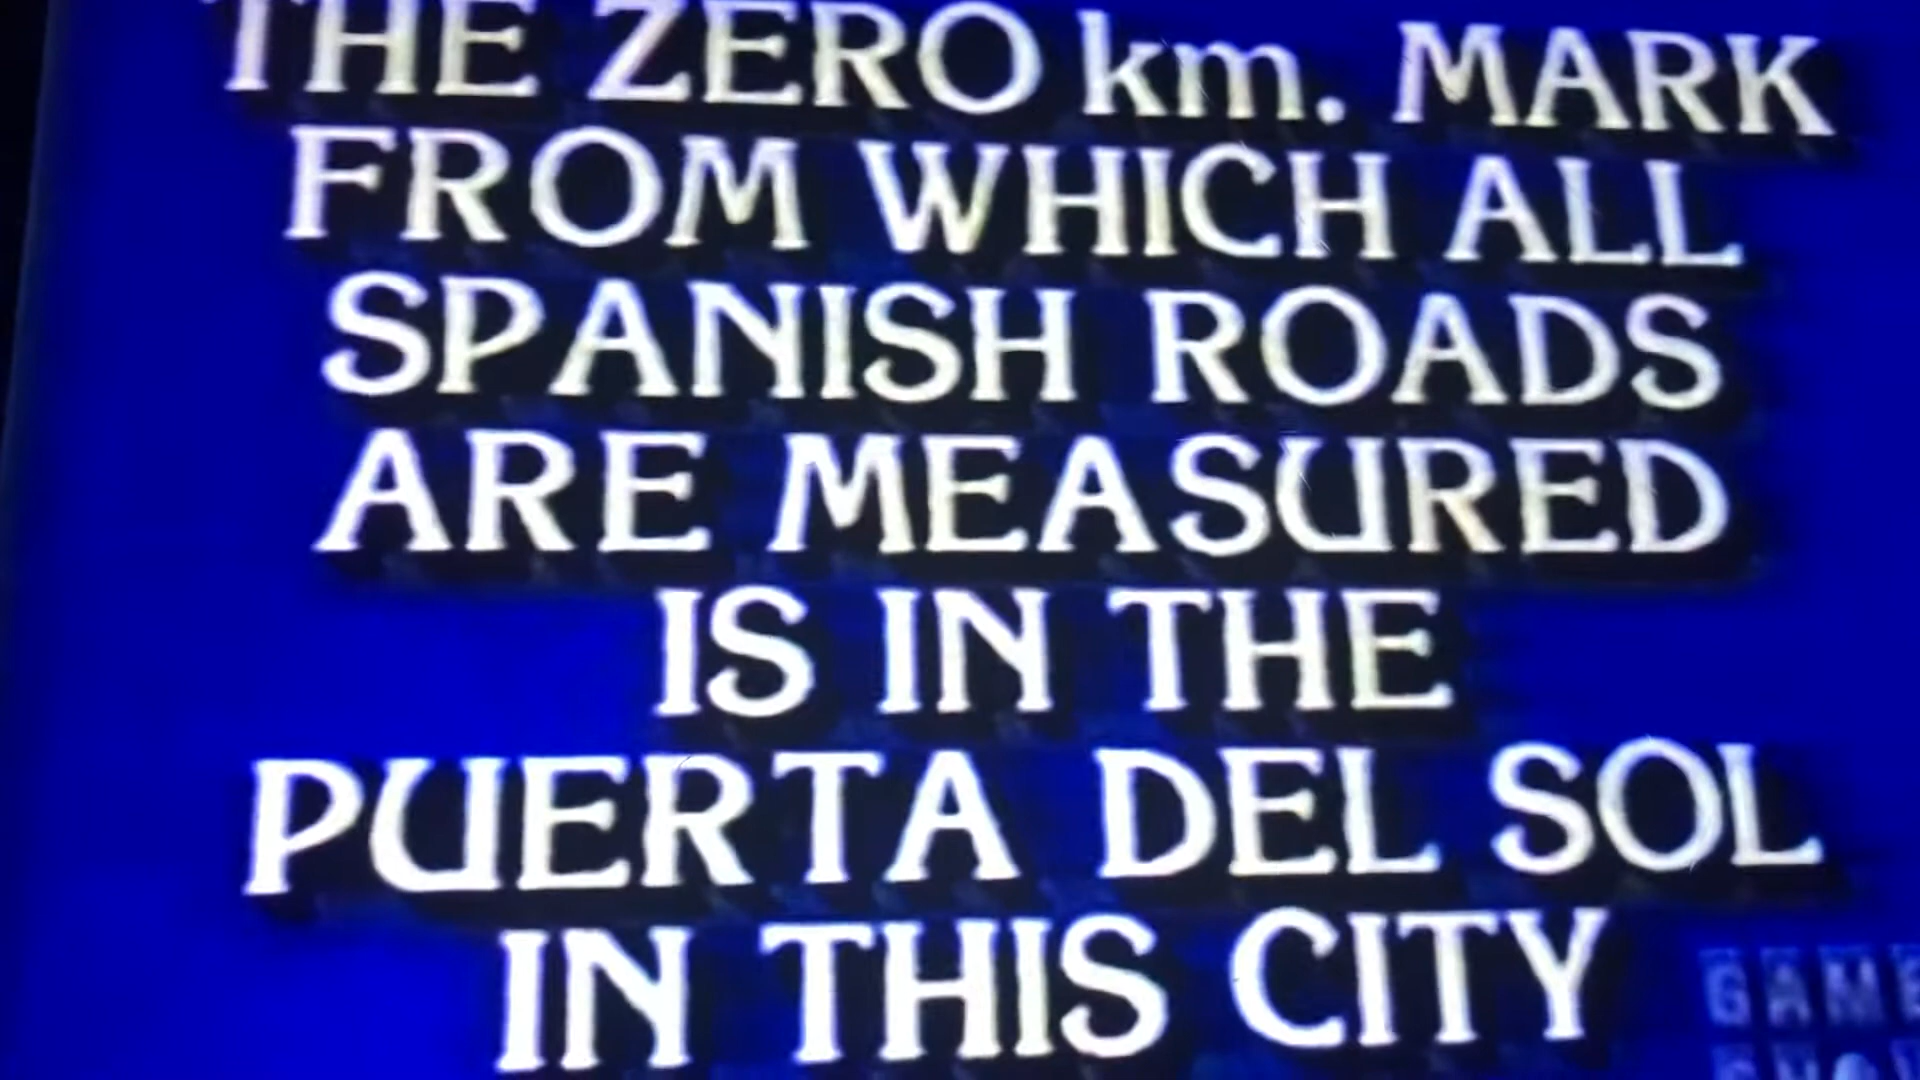 THE ZERO km. MARK
FROM WHICH ALL
SPANISH ROADS
ARE MEASURED
IS IN THE
PUERTA DEL SOL
IN THIS CITY
GAME